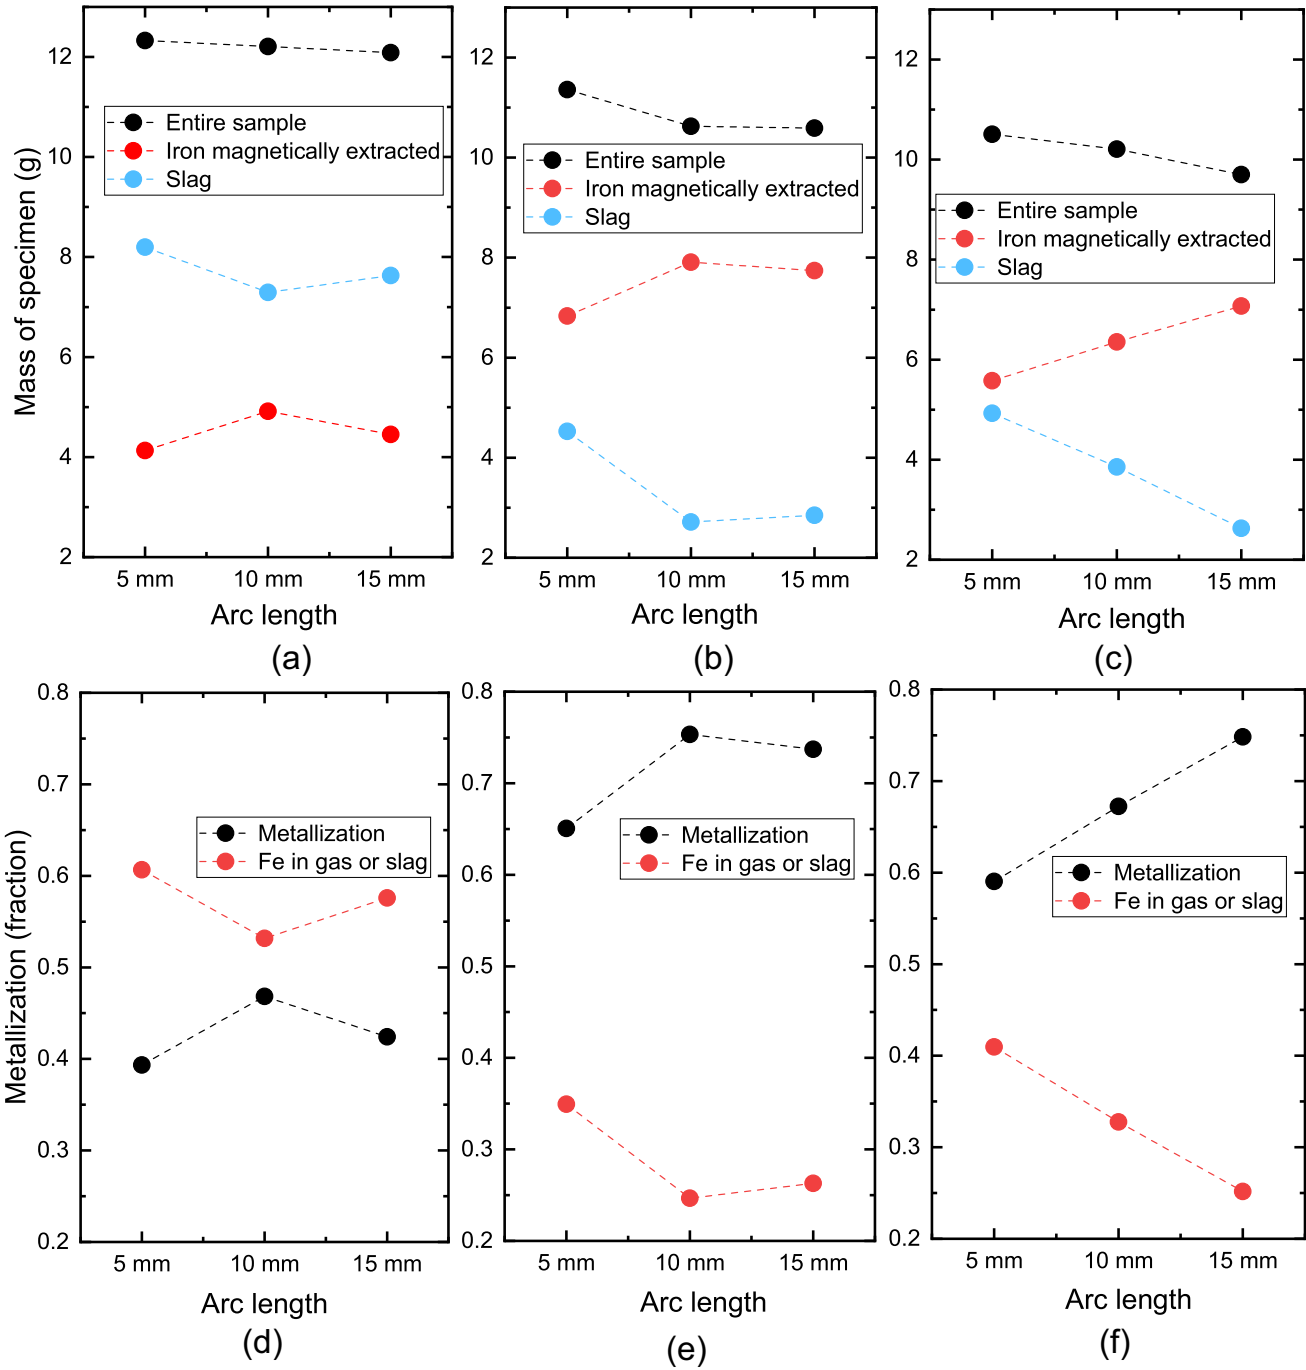 Mass of specimen (g)
12
10
8
6
4
2
Entire sample
Iron magnetically extracted
Slag
5 mm
10 mm
15 mm
Arc length
(a)
12
10
8
6
4
2
Entire sample
Iron magnetically extracted
Slag
5 mm
10 mm
15 mm
Arc length
(b)
12
10
8
6
4
2
Entire sample
Iron magnetically extracted
Slag
5 mm
10 mm
15 mm
Arc length
(c)
Metallization (fraction)
0.8
0.7
0.6
0.5
0.4
0.3
0.2
Metallization
Fe in gas or slag
5 mm
10 mm
15 mm
Arc length
(d)
0.8
0.7
0.6
0.5
0.4
0.3
0.2
Metallization
Fe in gas or slag
5 mm
10 mm
15 mm
Arc length
(e)
0.8
0.7
0.6
0.5
0.4
0.3
0.2
Metallization
Fe in gas or slag
5 mm
10 mm
15 mm
Arc length
(f)